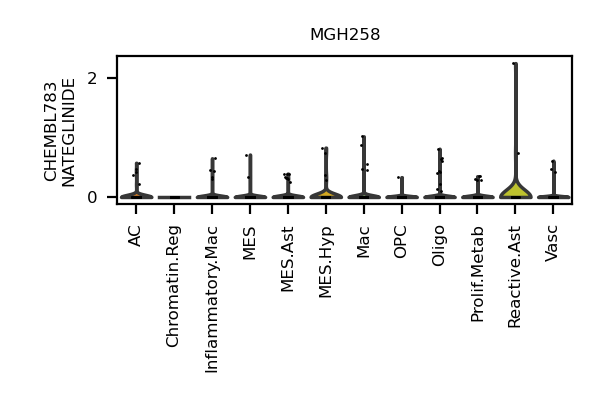 MGH258
CHEMBL783
NATEGLINIDE
2
0
AC
Chromatin.Reg
Inflammatory.Mac
MES
MES.Ast
MES.Hyp
Mac
OPC
Oligo
Prolif.Metab
Reactive.Ast
Vasc